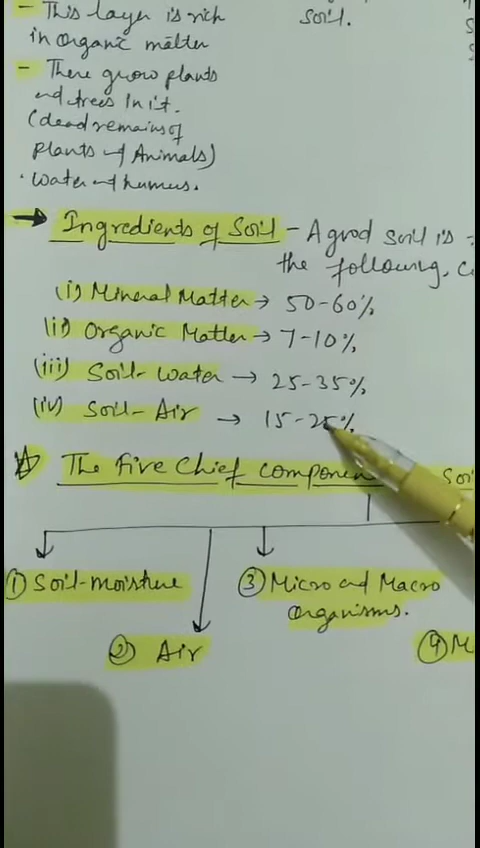 - This layer is rich
in Organic matter
- There grow plants
and trees in it.
(dead remains of
plants & Animals)
• Water & humus.
Soil.
→ Ingredients of Soil - A good soil is
the following,
(i) Mineral Matter → 50-60%
(ii) Organic Matter → 7-10%
(iii) Soil-Water → 25-35%
(iv) Soil-Air → 15-25%
The Five Chief Componen Soi
① Soil-moisture
② Air
③ Micro and Macro
Organisms.
④ M